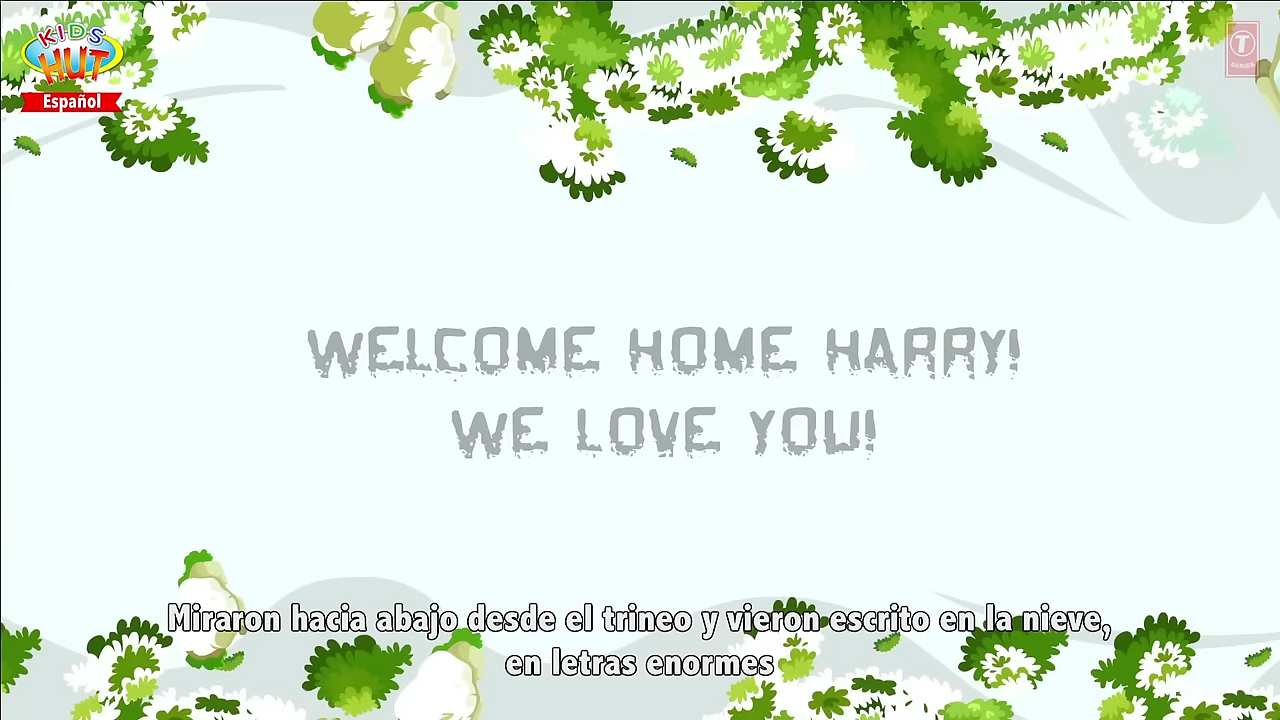 KIDS
HUT
Español
T
SERIES
WELCOME HOME HARRY!
WE LOVE YOU!
Miraron hacia abajo desde el trineo y vieron escrito en la nieve,
en letras enormes